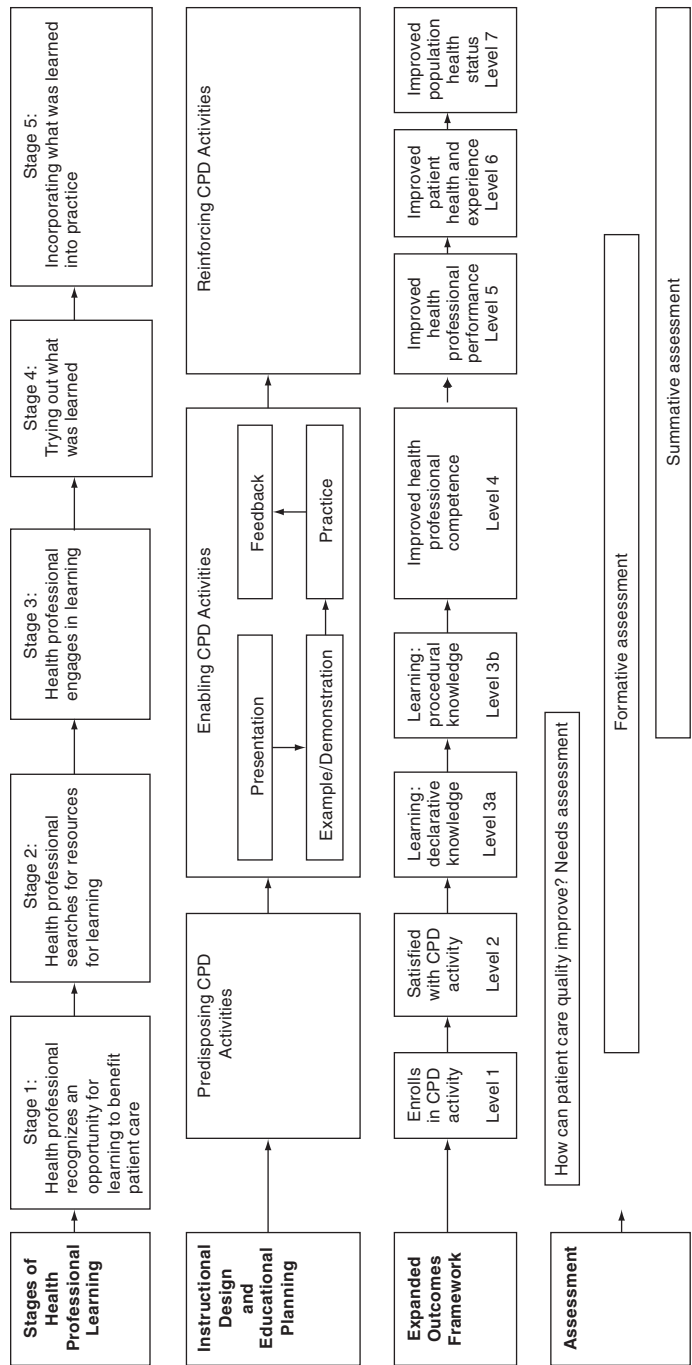 Stages of
Health
Professional
Learning
Stage 1:
Health professional
recognizes an
opportunity for
learning to benefit
patient care
Stage 2:
Health professional
searches for resources
for learning
Stage 3:
Health professional
engages in learning
Stage 4:
Trying out what
was learned
Stage 5:
Incorporating what was learned
into practice
Instructional
Design
and
Educational
Planning
Predisposing CPD
Activities
Enabling CPD Activities
Presentation
Example/Demonstration
Practice
Feedback
Reinforcing CPD Activities
Expanded
Outcomes
Framework
Enrolls
in CPD
activity
Level 1
Satisfied
with CPD
activity
Level 2
Learning:
declarative
knowledge
Level 3a
Learning:
procedural
knowledge
Level 3b
Improved health
professional
competence
Level 4
Improved
health
professional
performance
Level 5
Improved
patient
health and
experience
Level 6
Improved
population
health
status
Level 7
Assessment
How can patient care quality improve? Needs assessment
Formative assessment
Summative assessment